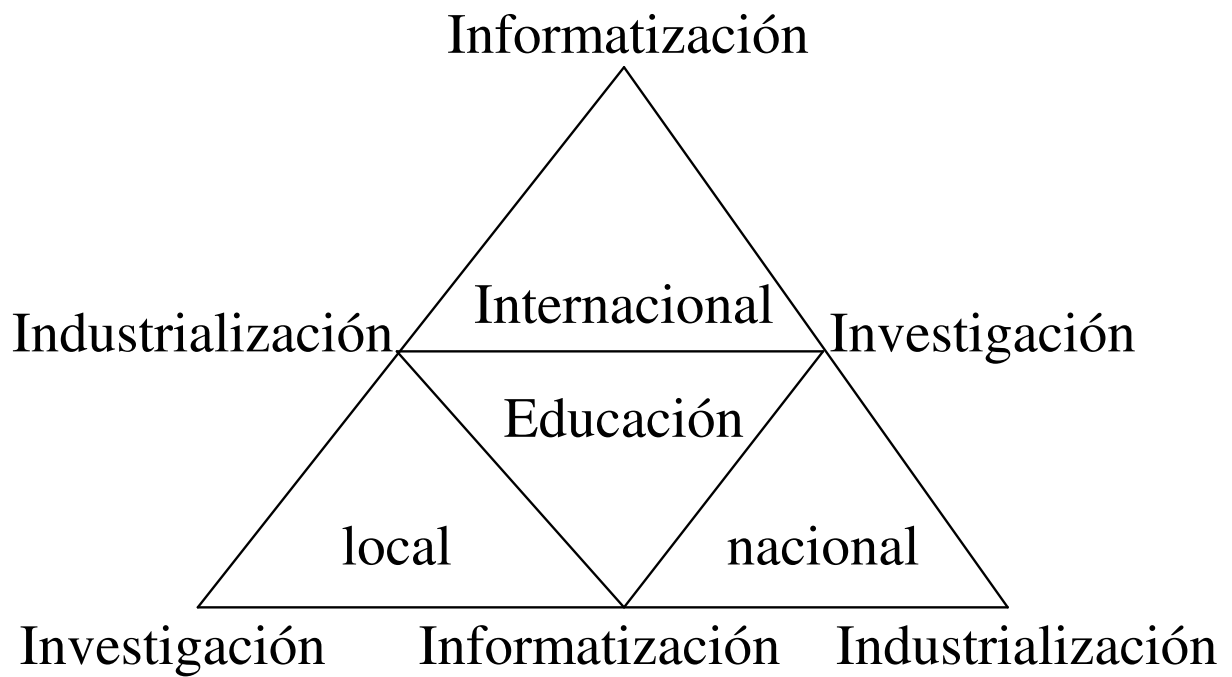 Informatización
Internacional
Industrialización
Investigación
Educación
local
nacional
Investigación
Informatización
Industrialización